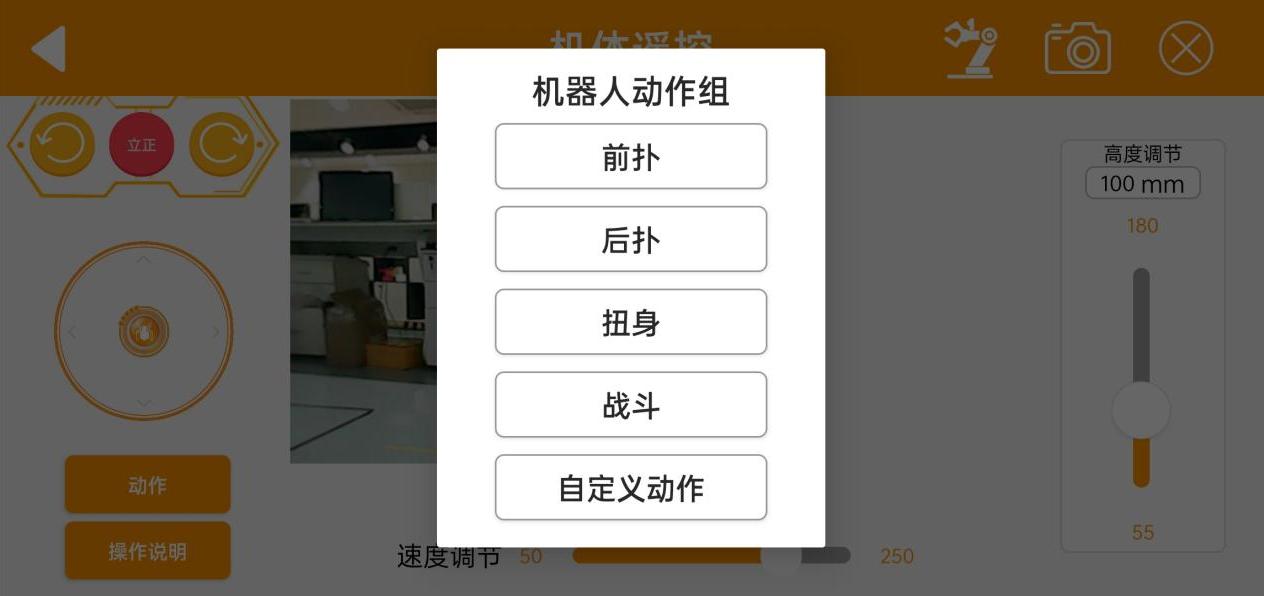 机体遥控
机器人动作组
前扑
后扑
扭身
战斗
自定义动作
立正
动作
操作说明
高度调节
100 mm
180
55
速度调节
50
250